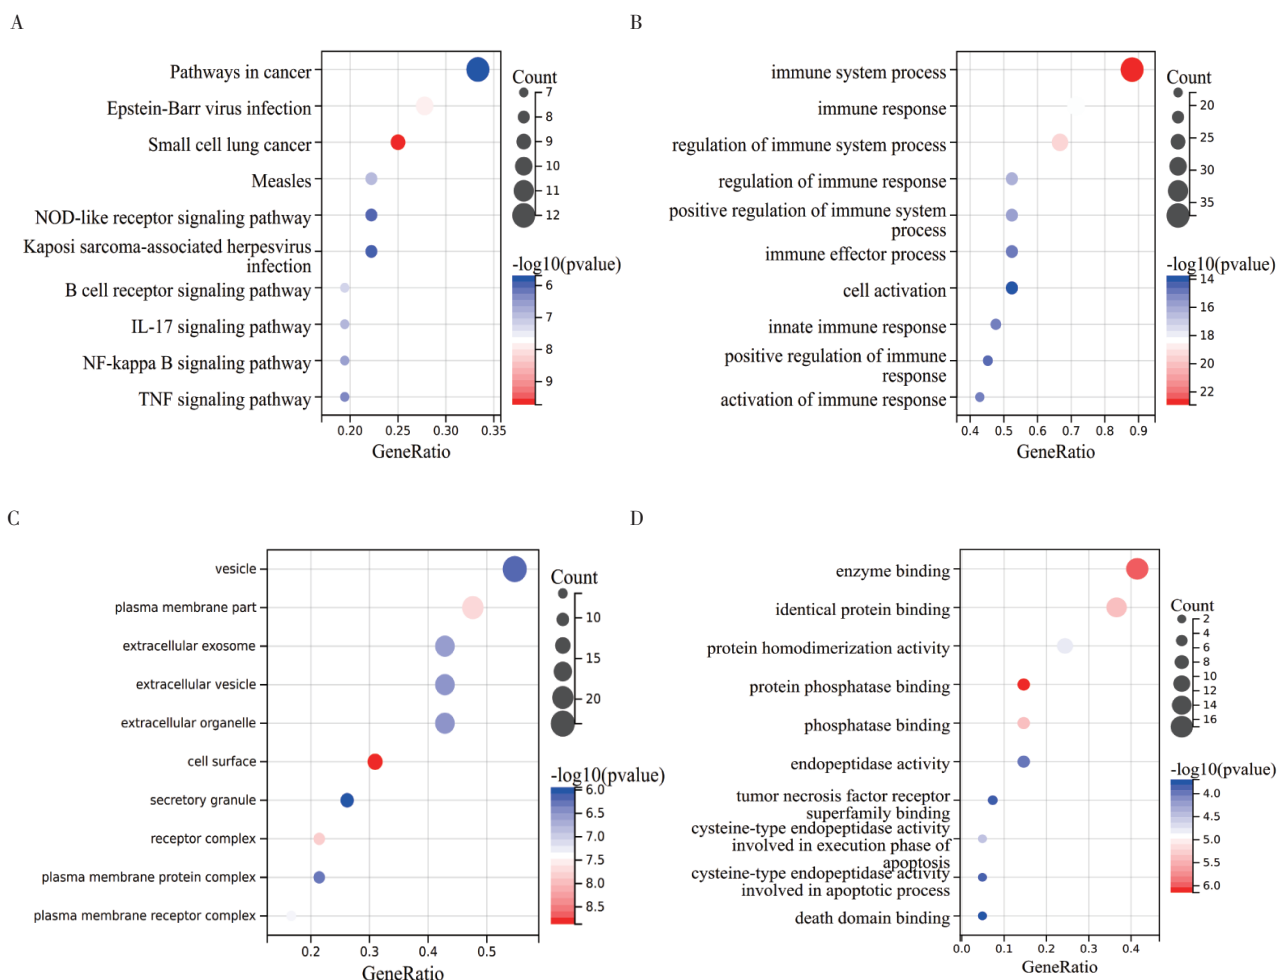 A
Pathways in cancer
Epstein-Barr virus infection
Small cell lung cancer
Measles
NOD-like receptor signaling pathway
Kaposi sarcoma-associated herpesvirus
infection
B cell receptor signaling pathway
IL-17 signaling pathway
NF-kappa B signaling pathway
TNF signaling pathway
0.20 0.25 0.30 0.35
GeneRatio
Count
7
8
9
10
11
12
-log10(pvalue)
6
7
8
9
B
immune system process
immune response
regulation of immune system process
regulation of immune response
positive regulation of immune system
process
immune effector process
cell activation
innate immune response
positive regulation of immune
response
activation of immune response
0.4 0.5 0.6 0.7 0.8 0.9
GeneRatio
Count
20
25
30
35
-log10(pvalue)
14
16
18
20
22
C
vesicle
plasma membrane part
extracellular exosome
extracellular vesicle
extracellular organelle
cell surface
secretory granule
receptor complex
plasma membrane protein complex
plasma membrane receptor complex
0.2 0.3 0.4 0.5
GeneRatio
Count
10
15
20
-log10(pvalue)
6.0
6.5
7.0
7.5
8.0
8.5
D
enzyme binding
identical protein binding
protein homodimerization activity
protein phosphatase binding
phosphatase binding
endopeptidase activity
tumor necrosis factor receptor
superfamily binding
cysteine-type endopeptidase activity
involved in execution phase of
apoptosis
cysteine-type endopeptidase activity
involved in apoptotic process
death domain binding
0.0 0.1 0.2 0.3 0.4
GeneRatio
Count
2
4
6
8
10
12
14
16
-log10(pvalue)
4.0
4.5
5.0
5.5
6.0